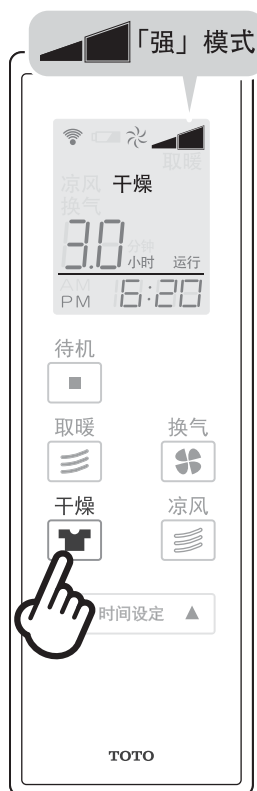 「强」模式
取暖
凉风 干燥
换气
3.0 分钟
小时 运行
AM
PM 6:20
待机
取暖 换气
干燥 凉风
时间设定 ▲
TOTO